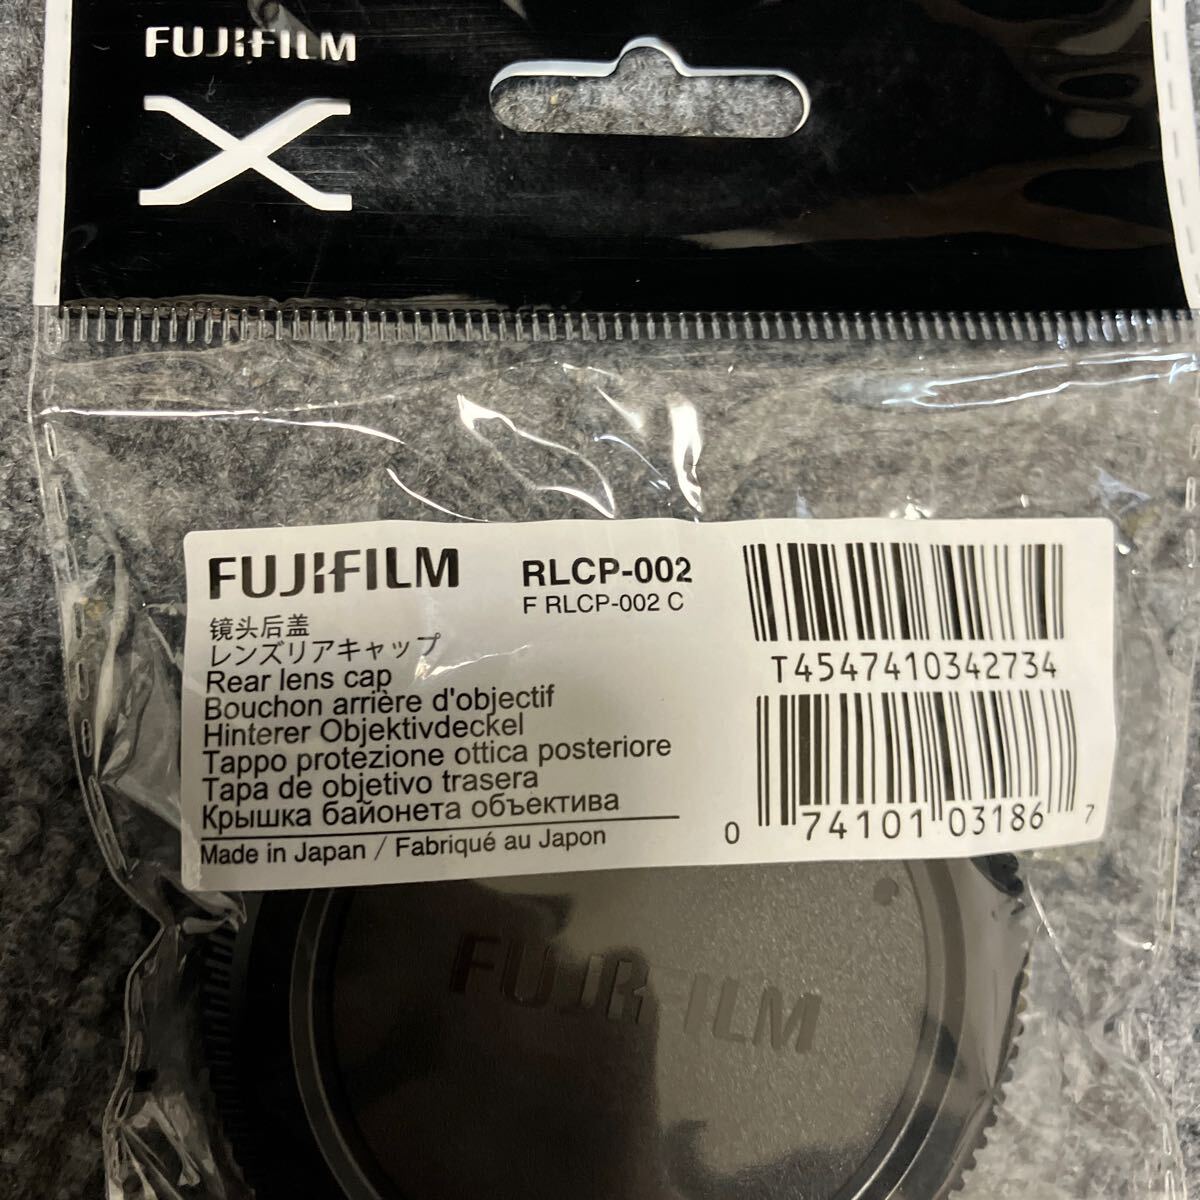 FUJIFILM
X
FUJIFILM
RLCP-002
F RLCP-002 C
镜头后盖
レンズリアキャップ
Rear lens cap
Bouchon arrière d'objectif
Hinterer Objektivdeckel
Tappo protezione ottica posteriore
Tapa de objetivo trasera
Крышка байонета объектива
Made in Japan / Fabriqué au Japon
T4547410342734
0 74101 03186 7
FUJIFILM